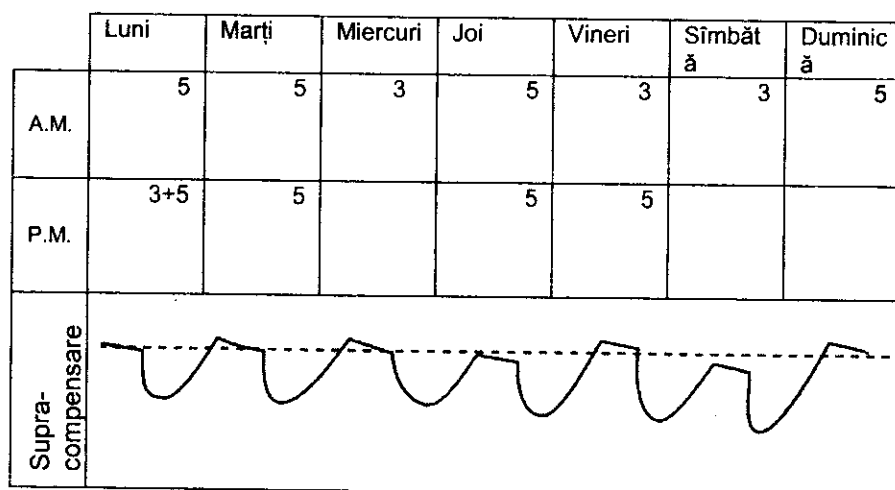 Luni Marți Miercuri Joi Vineri Sîmbăt Duminic
ă ă
5 5 3 5 3 3 5
A.M.
3+5 5 5 5
P.M.
Supra-
compensare